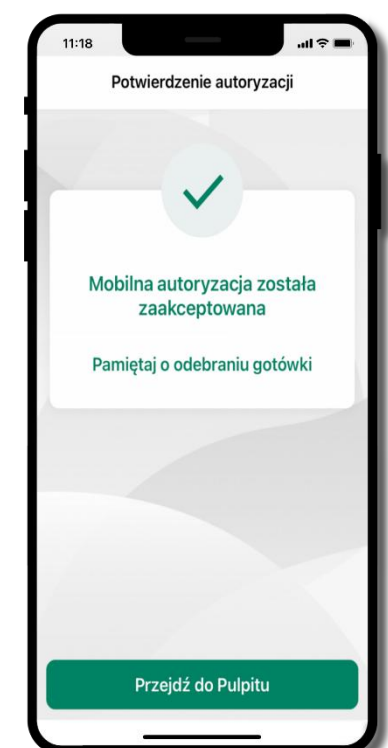 11:18
Potwierdzenie autoryzacji
Mobilna autoryzacja została
zaakceptowana
Pamiętaj o odebraniu gotówki
Przejdź do Pulpitu